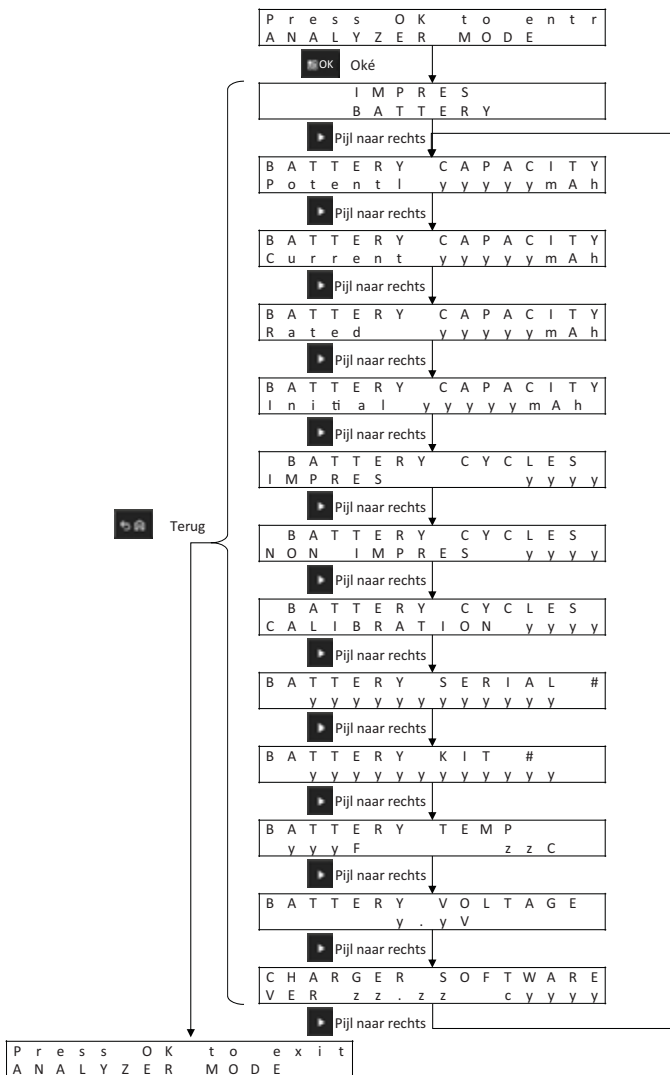 Press OK to entr
ANALYZER MODE
OK Oké
IMPRES
BATTERY
Pijl naar rechts
BATTERY CAPACITY
Potentl yyyyymAh
Pijl naar rechts
BATTERY CAPACITY
Current yyyyymAh
Pijl naar rechts
BATTERY CAPACITY
Rated yyyyymAh
Pijl naar rechts
BATTERY CAPACITY
Initial yyyyymAh
Pijl naar rechts
BATTERY CYCLES
IMPRES yyyy
Pijl naar rechts
BATTERY CYCLES
NON IMPRES yyyy
Pijl naar rechts
BATTERY CYCLES
CALIBRATION yyyy
Pijl naar rechts
BATTERY SERIAL #
yyyyyyyyyyyy
Pijl naar rechts
BATTERY KIT #
yyyyyyyyyyyy
Pijl naar rechts
BATTERY TEMP
yyyF zzC
Pijl naar rechts
BATTERY VOLTAGE
y.yV
Pijl naar rechts
CHARGER SOFTWARE
VER zz.zz cyyyy
Pijl naar rechts
Terug
Press OK to exit
ANALYZER MODE